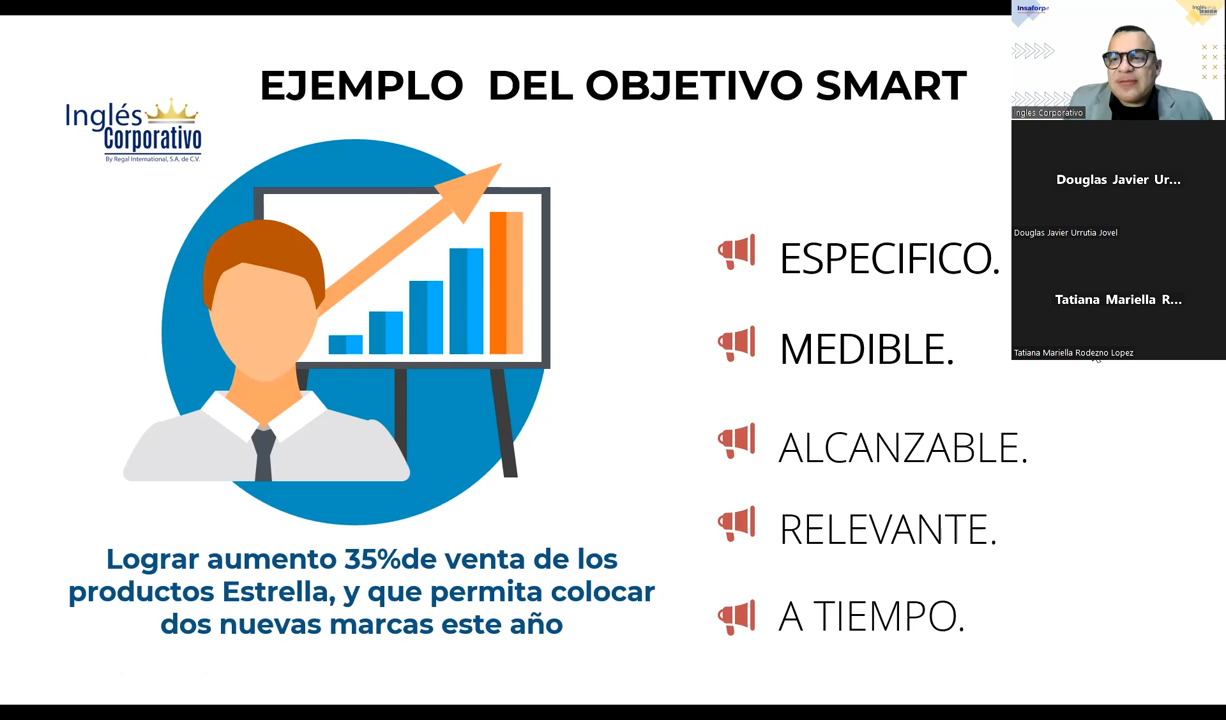 EJEMPLO DEL OBJETIVO SMART
Inglés
Corporativo
By Regal International, S.A. de C.V.
ESPECIFICO.
MEDIBLE.
ALCANZABLE.
RELEVANTE.
A TIEMPO.
Lograr aumento 35%de venta de los
productos Estrella, y que permita colocar
dos nuevas marcas este año
Insaforp
Ingles Corporativo
Douglas Javier Ur...
Douglas Javier Urrutia Jovel
Tatiana Mariella R...
Tatiana Mariella Rodezno Lopez